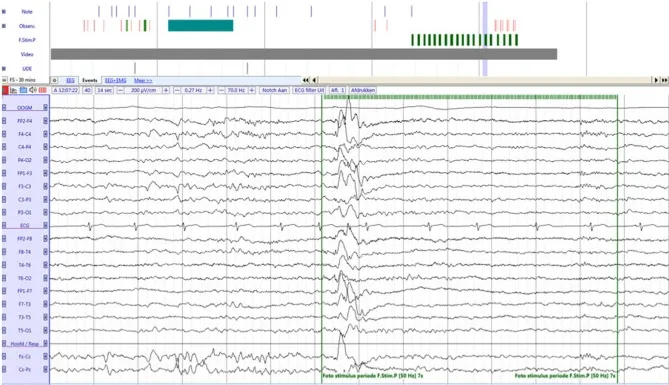 Note
Observ.
F.Stim.P
Video
UDE
FS - 30 mins EEG Events EEG+EMG Meer >>
A 12:07:22 40 14 sec 200 µV/cm 0.27 Hz 70.0 Hz Notch Aan ECG filter Uit Afl. 1 Afdrukken
OOGM
FP2-F4
F4-C4
C4-P4
P4-O2
FP1-F3
F3-C3
C3-P3
P3-O1
ECG
FP2-F8
F8-T4
T4-T6
T6-O2
FP1-F7
F7-T3
T3-T5
T5-O1
Hoofd / Resp
Fz-Cz
Cz-Pz
Foto stimulus periode F.Stim.P (50 Hz) 7s
Foto stimulus periode F.Stim.P (50 Hz) 7s